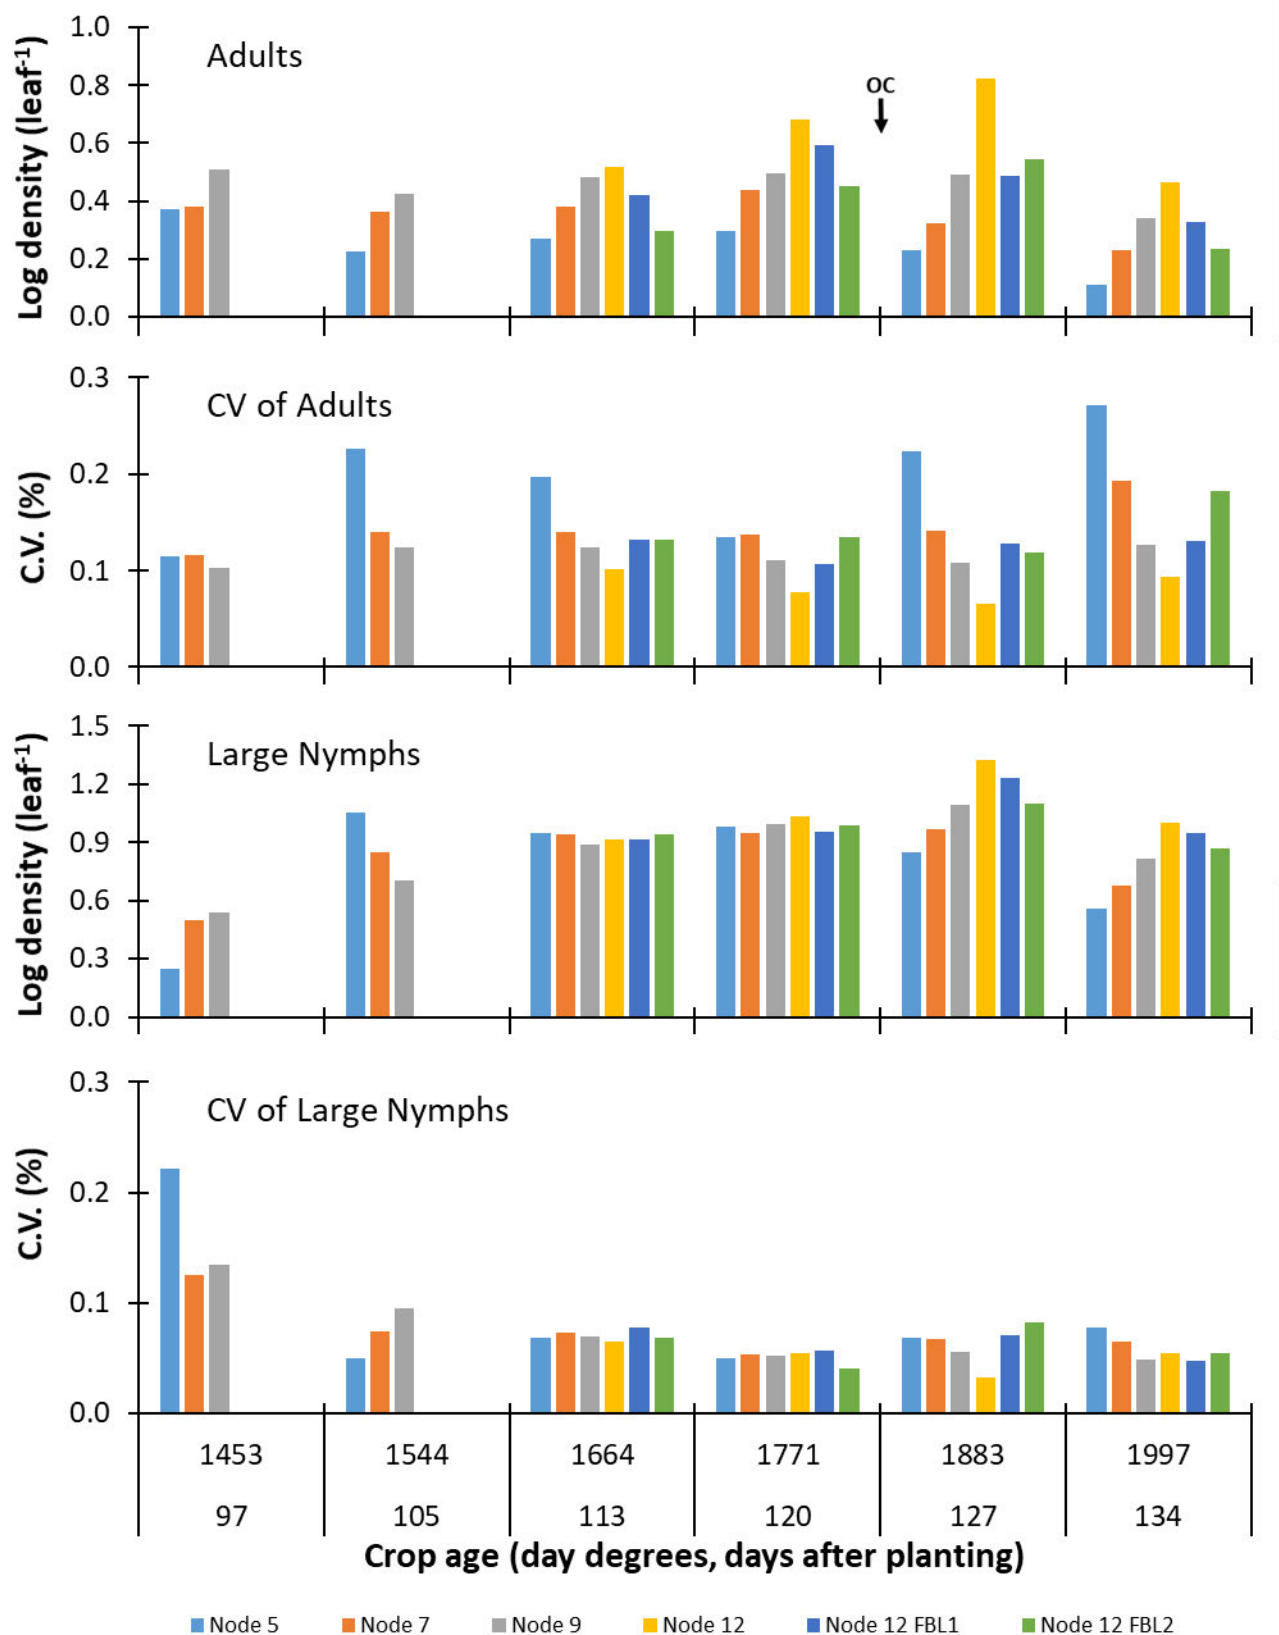 Adults
Log density (leaf⁻¹)
1.0
0.8
0.6
0.4
0.2
0.0
OC
CV of Adults
C.V. (%)
0.3
0.2
0.1
0.0
Large Nymphs
Log density (leaf⁻¹)
1.5
1.2
0.9
0.6
0.3
0.0
CV of Large Nymphs
C.V. (%)
0.3
0.2
0.1
0.0
1453 1544 1664 1771 1883 1997
97 105 113 120 127 134
Crop age (day degrees, days after planting)
Node 5 Node 7 Node 9 Node 12 Node 12 FBL1 Node 12 FBL2